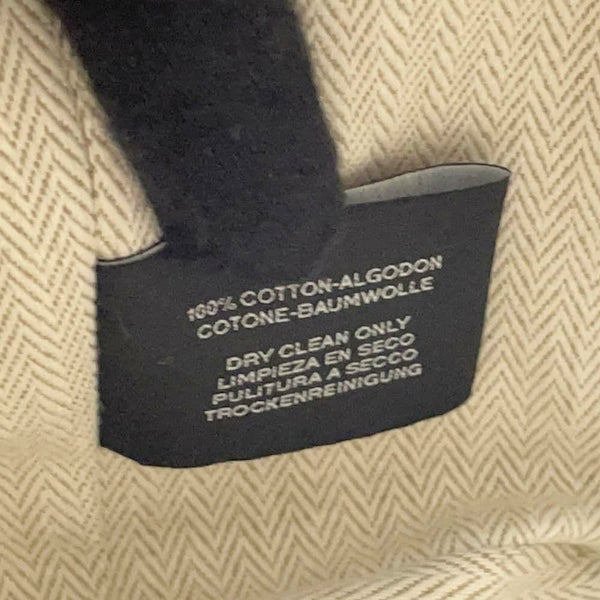 100% COTTON-ALGODON
COTONE-BAUMWOLLE
DRY CLEAN ONLY
LIMPIEZA EN SECO
PULITURA A SECCO
TROCKENREINIGUNG